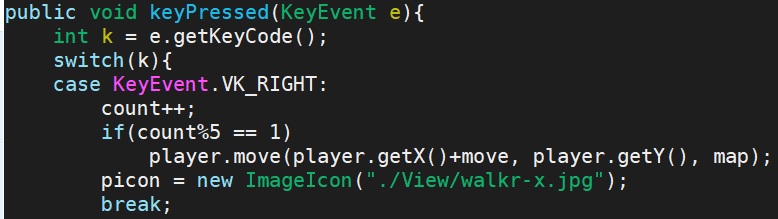 public void keyPressed(KeyEvent e){
    int k = e.getKeyCode();
    switch(k){
    case KeyEvent.VK_RIGHT:
        count++;
        if(count%5 == 1)
            player.move(player.getX()+move, player.getY(), map);
        picon = new ImageIcon("./View/walkr-x.jpg");
        break;